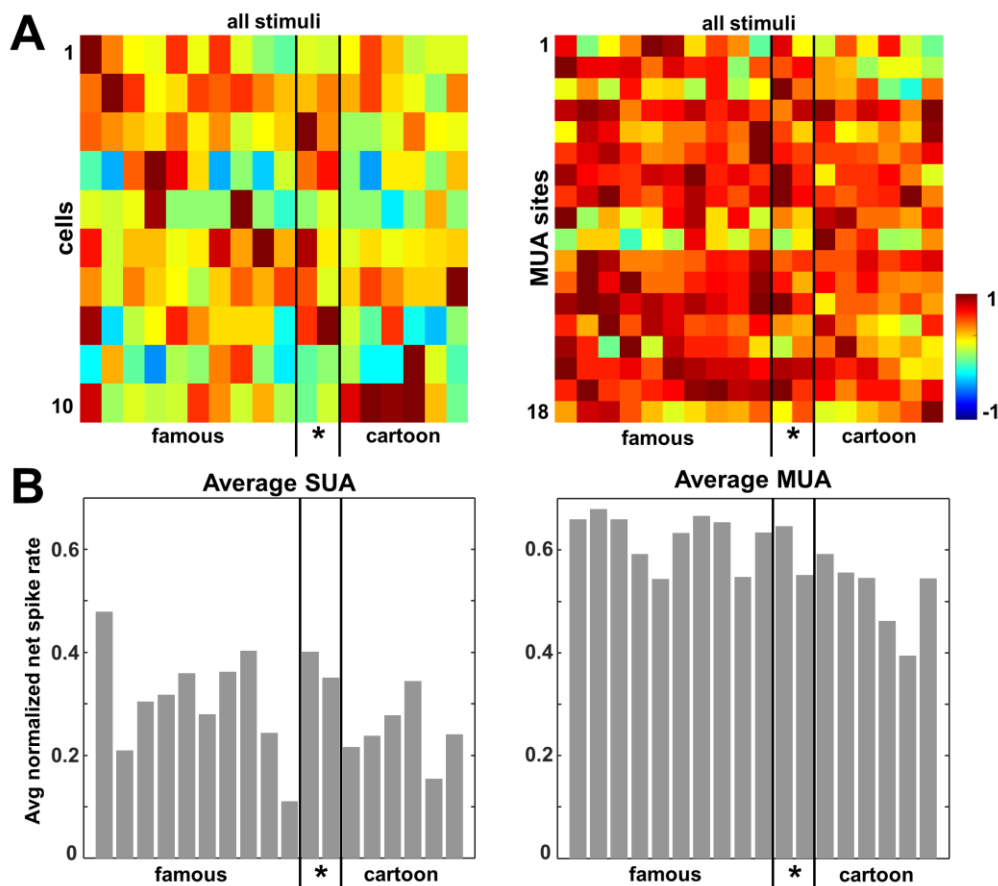 A
all stimuli
1
cells
10
famous
*
cartoon
all stimuli
1
MUA sites
18
famous
*
cartoon
1
-1
B
Average SUA
Avg normalized net spike rate
0.6
0.4
0.2
0
famous
*
cartoon
Average MUA
0.6
0.4
0.2
0
famous
*
cartoon